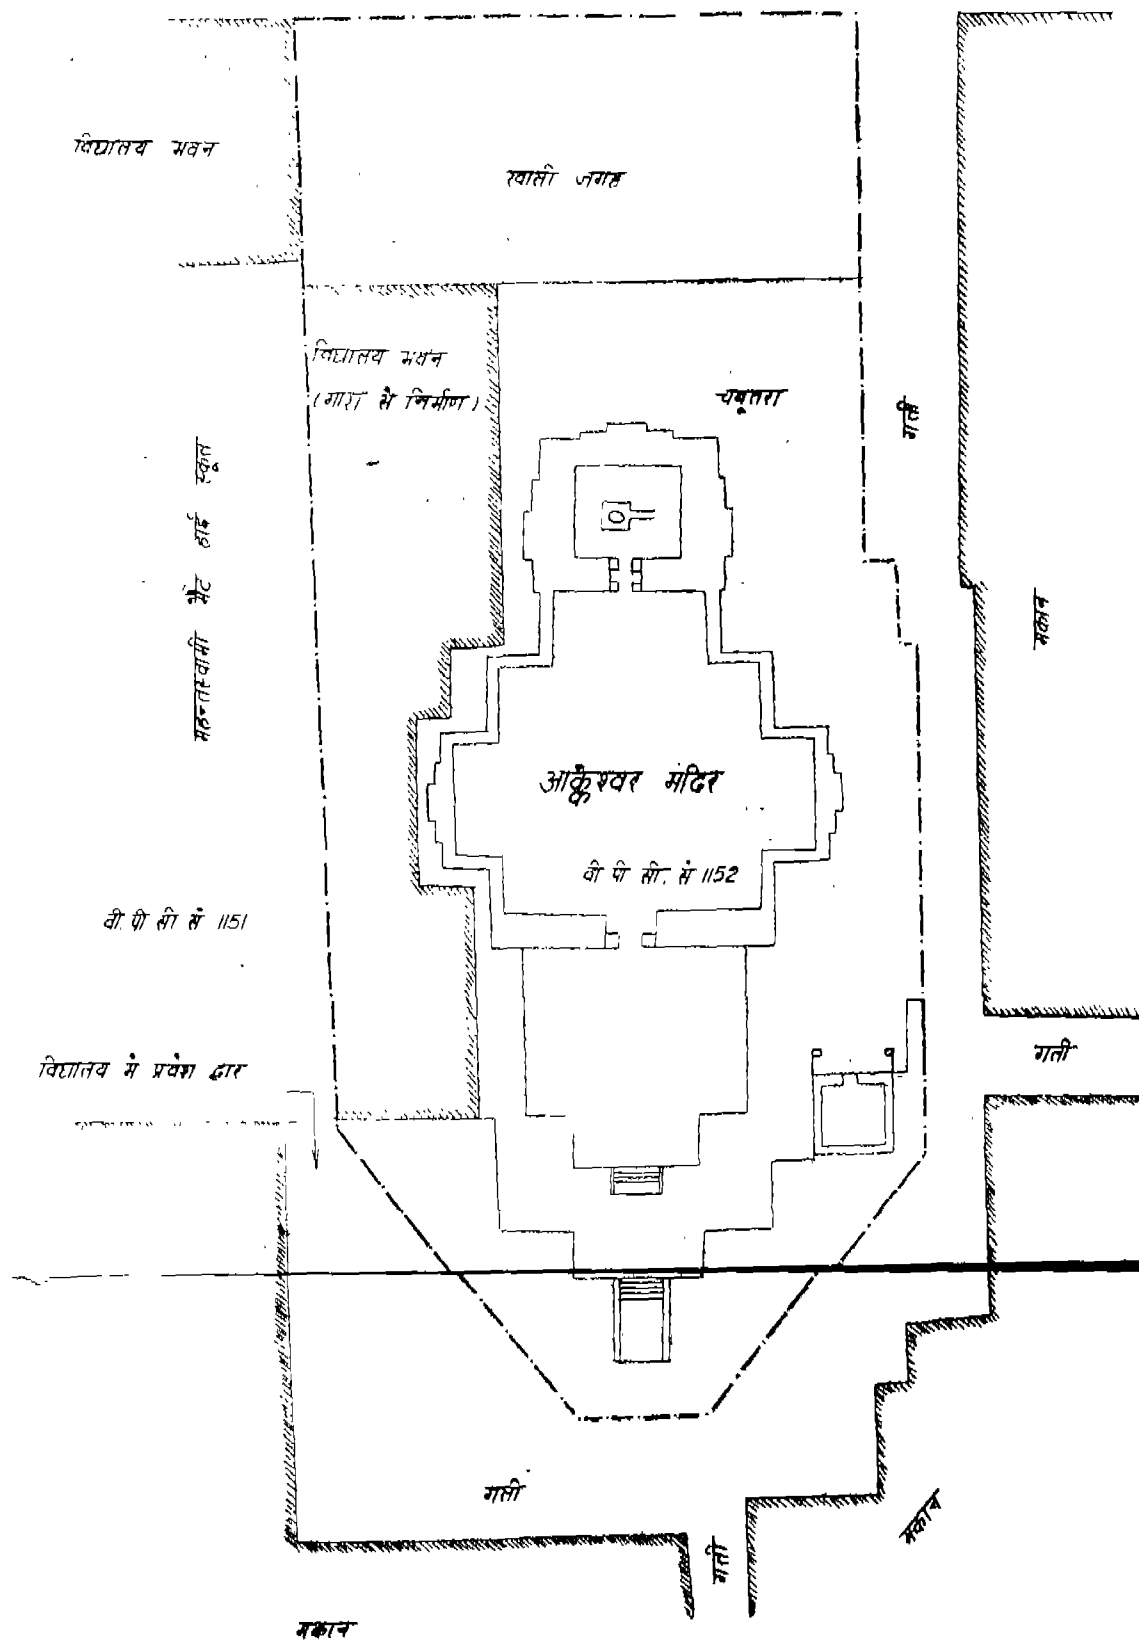 विद्यालय भवन
खाली जगह
विद्यालय भवन
(गारा से निर्माण)
चबूतरा
गली
महन्तस्वामी भेंट हाई स्कूल
मकान
आक्केश्वर मंदिर
वी पी सी. सं 1152
वी. पी सी सं 1151
विद्यालय में प्रवेश द्वार
गली
गली
गली
मकान
मकान